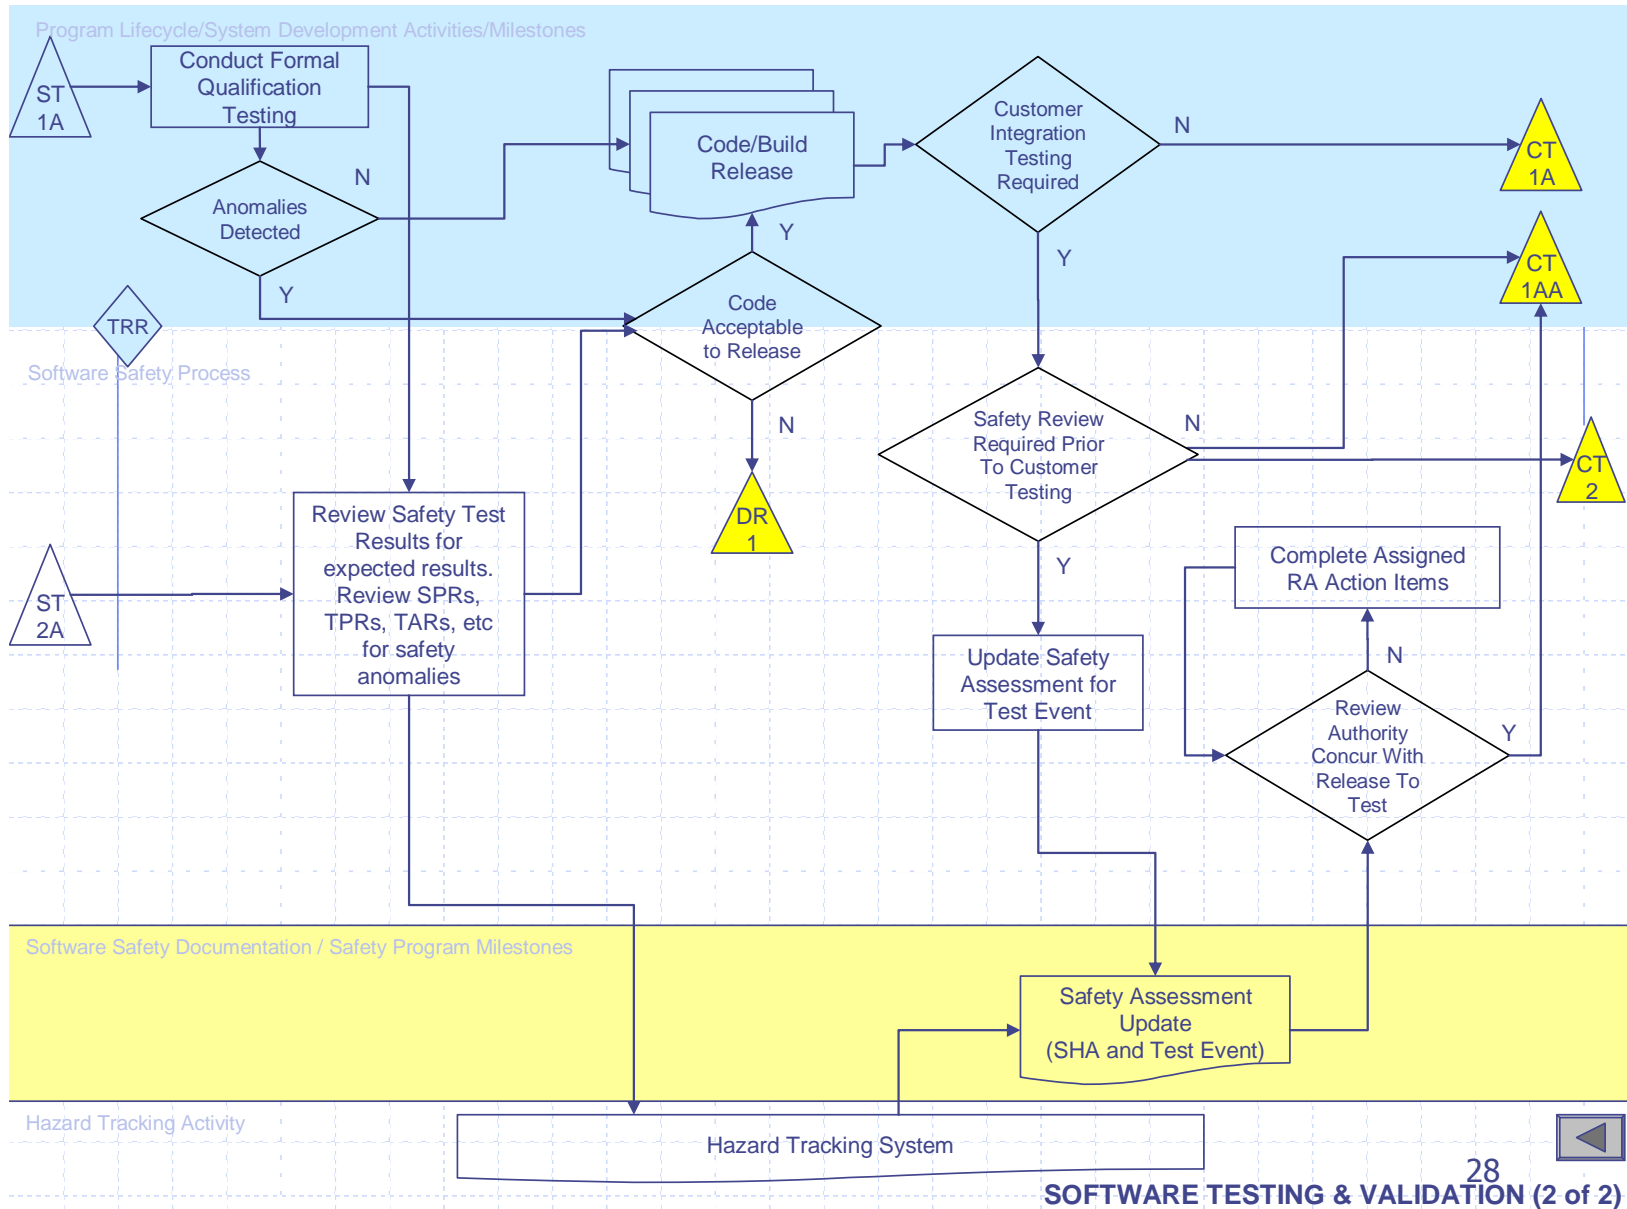 Program Lifecycle/System Development Activities/Milestones
ST
1A
Conduct Formal
Qualification
Testing
Anomalies
Detected
N
Y
Code/Build
Release
Y
Code
Acceptable
to Release
N
DR
1
Customer
Integration
Testing
Required
N
Y
CT
1A
CT
1AA
TRR
Software Safety Process
Safety Review
Required Prior
To Customer
Testing
N
Y
CT
2
ST
2A
Review Safety Test
Results for
expected results.
Review SPRs,
TPRs, TARs, etc
for safety
anomalies
Update Safety
Assessment for
Test Event
Complete Assigned
RA Action Items
N
Review
Authority
Concur With
Release To
Test
Y
Software Safety Documentation / Safety Program Milestones
Safety Assessment
Update
(SHA and Test Event)
Hazard Tracking Activity
Hazard Tracking System
28
SOFTWARE TESTING & VALIDATION (2 of 2)